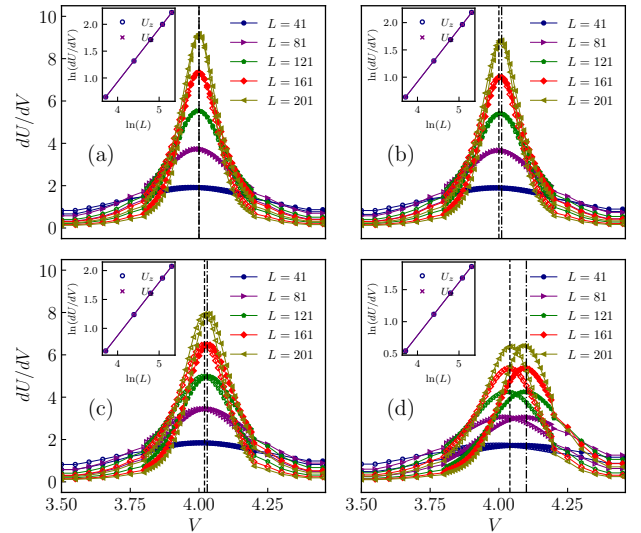 10
8
6
4
2
0
dU/dV
(a)
ln(dU/dV)
2.0
1.5
1.0
4
5
ln(L)
U_z
U
L = 41
L = 81
L = 121
L = 161
L = 201
(b)
ln(dU/dV)
2.0
1.5
1.0
4
5
ln(L)
U_z
U
L = 41
L = 81
L = 121
L = 161
L = 201
10
8
6
4
2
0
dU/dV
(c)
ln(dU/dV)
2.0
1.5
1.0
4
5
ln(L)
U_z
U
L = 41
L = 81
L = 121
L = 161
L = 201
3.50
3.75
4.00
4.25
V
(d)
ln(dU/dV)
2.0
1.5
1.0
0.5
4
5
ln(L)
U_z
U
L = 41
L = 81
L = 121
L = 161
L = 201
3.50
3.75
4.00
4.25
V